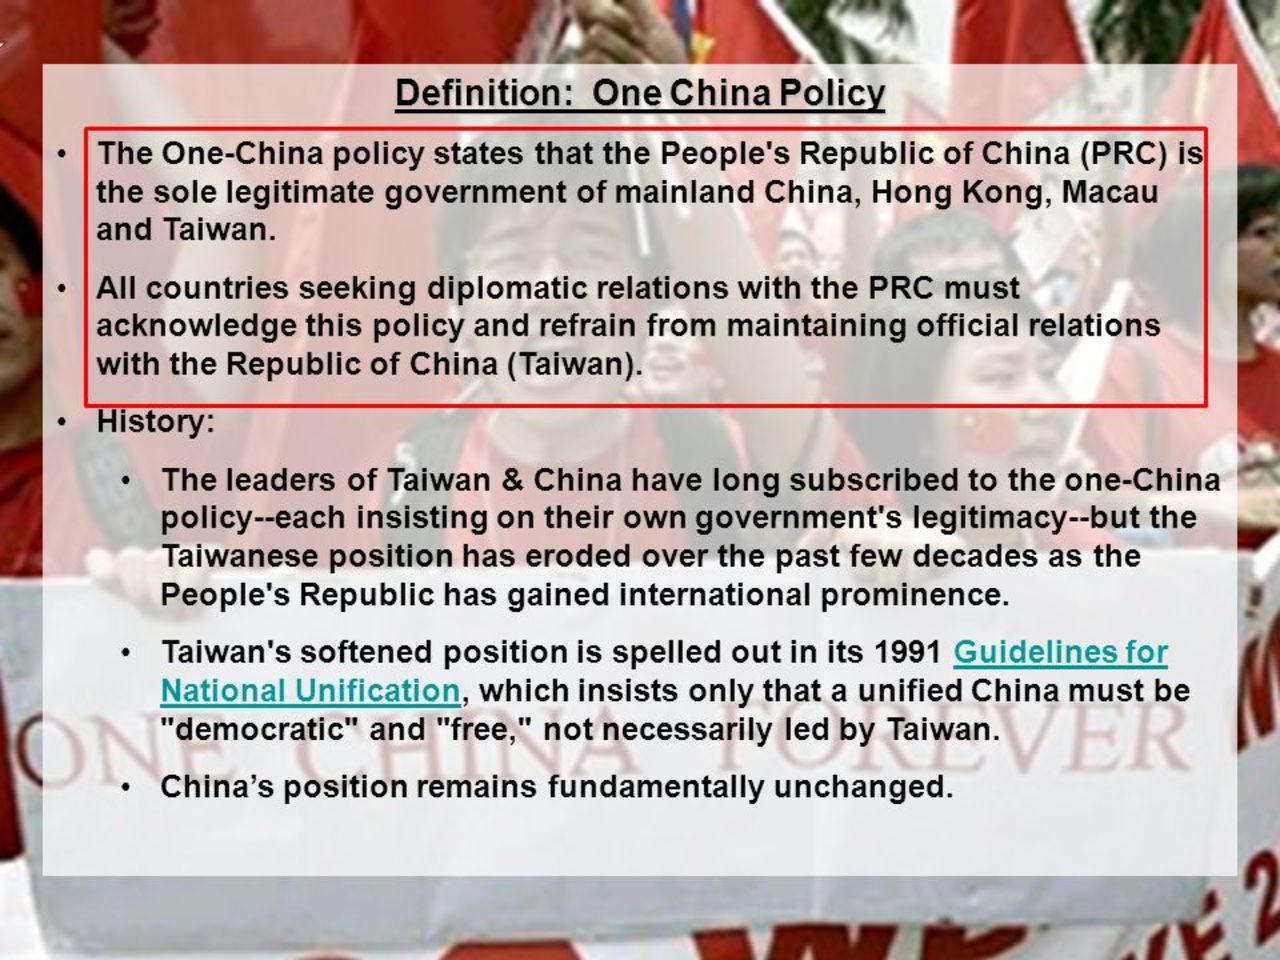 Definition: One China Policy
• The One-China policy states that the People's Republic of China (PRC) is
the sole legitimate government of mainland China, Hong Kong, Macau
and Taiwan.
• All countries seeking diplomatic relations with the PRC must
acknowledge this policy and refrain from maintaining official relations
with the Republic of China (Taiwan).
• History:
• The leaders of Taiwan & China have long subscribed to the one-China
policy--each insisting on their own government's legitimacy--but the
Taiwanese position has eroded over the past few decades as the
People's Republic has gained international prominence.
• Taiwan's softened position is spelled out in its 1991 Guidelines for
National Unification, which insists only that a unified China must be
"democratic" and "free," not necessarily led by Taiwan.
• China’s position remains fundamentally unchanged.
ONE CHINA FOREVER